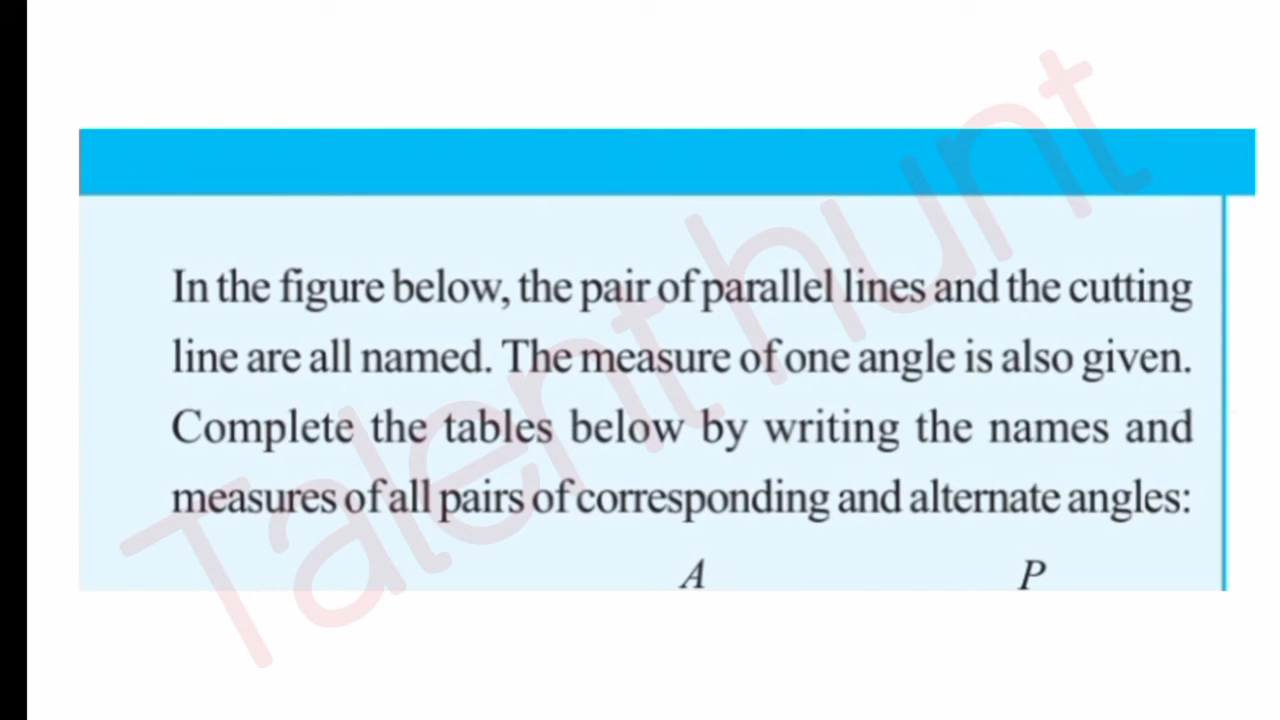 In the figure below, the pair of parallel lines and the cutting
line are all named. The measure of one angle is also given.
Complete the tables below by writing the names and
measures of all pairs of corresponding and alternate angles:
A P
Talent hunt